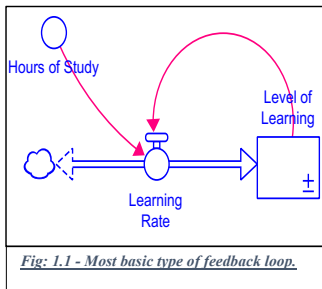 Hours of Study
Level of
Learning
±
Learning
Rate
Fig: 1.1 - Most basic type of feedback loop.